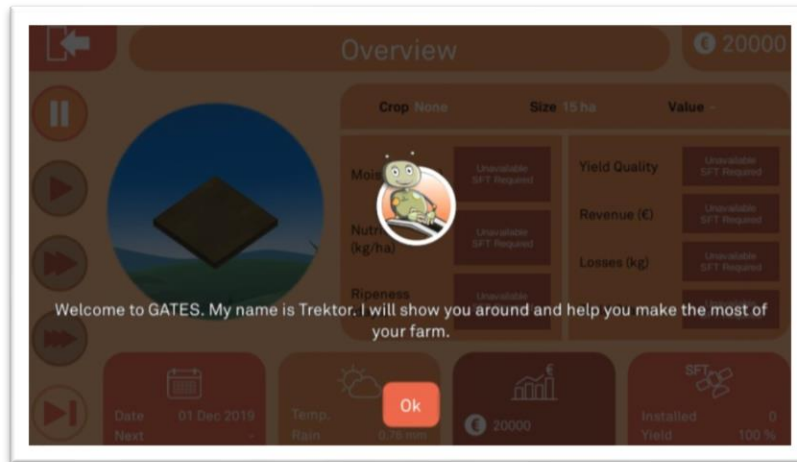 Overview
20000
Crop None
Size 15 ha
Value -
Unavailable
SFT Required
Yield Quality
Unavailable
SFT Required
Revenue (€)
Unavailable
SFT Required
(kg/ha)
Unavailable
SFT Required
Losses (kg)
Unavailable
SFT Required
Ripeness
Welcome to GATES. My name is Trektor. I will show you around and help you make the most of
your farm.
Ok
Date 01 Dec 2019
Next -
Temp.
Rain 0.76 mm
€ 20000
SFT
Installed 0
Yield 100 %